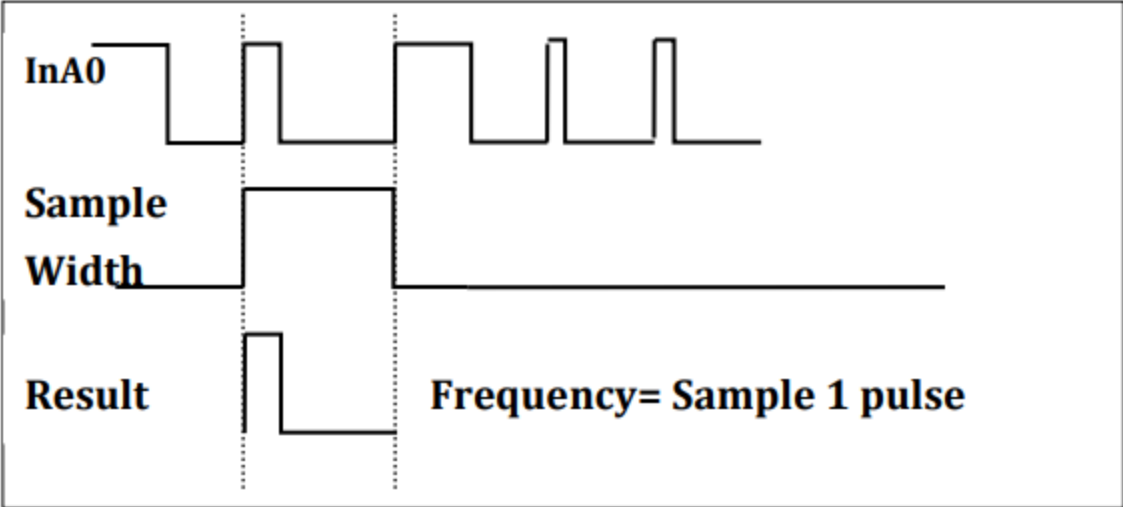 InA0
Sample
Width
Result
Frequency= Sample 1 pulse